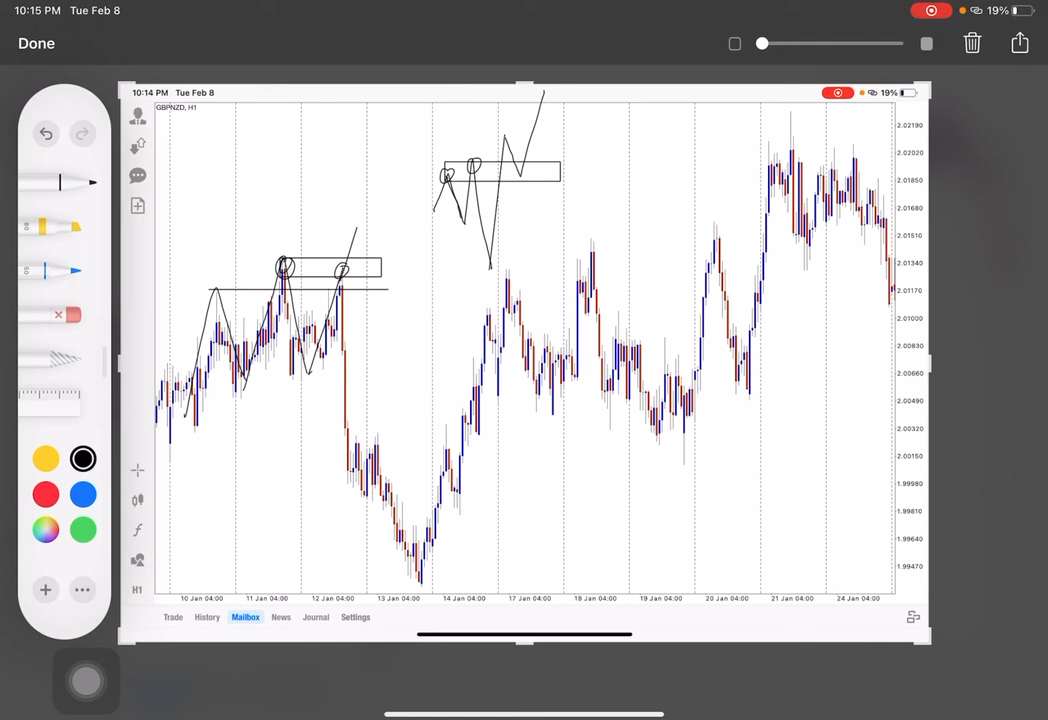 10:15 PM Tue Feb 8
19%
Done
10:14 PM Tue Feb 8
19%
GBPNZD, H1
2.02190
2.02020
2.01850
2.01680
2.01510
2.01340
2.01170
2.01000
2.00830
2.00660
2.00490
2.00320
2.00150
1.99980
1.99810
1.99640
1.99470
60
50
H1
10 Jan 04:00
11 Jan 04:00
12 Jan 04:00
13 Jan 04:00
14 Jan 04:00
17 Jan 04:00
18 Jan 04:00
19 Jan 04:00
20 Jan 04:00
21 Jan 04:00
24 Jan 04:00
Trade
History
Mailbox
News
Journal
Settings